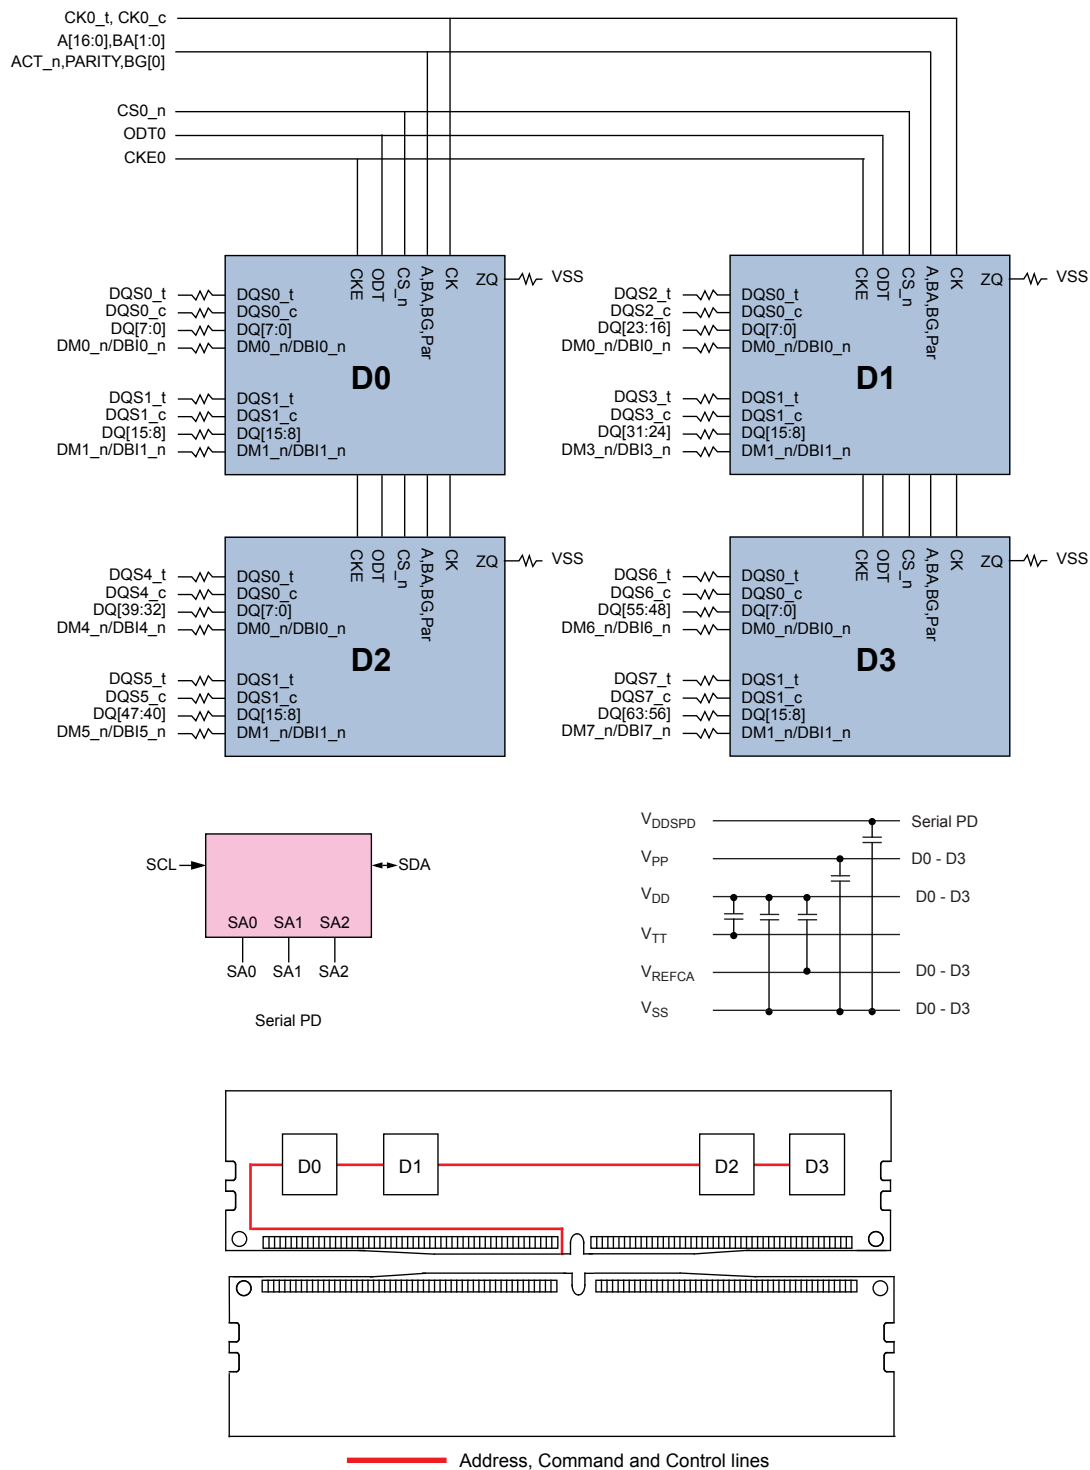 CK0_t, CK0_c
A[16:0],BA[1:0]
ACT_n,PARITY,BG[0]
CS0_n
ODT0
CKE0
CKE
ODT
CS_n
A,BA,BG,Par
CK
ZQ
VSS
DQS0_t DQS0_t
DQS0_c DQS0_c
DQ[7:0] DQ[7:0]
DM0_n/DBI0_n DM0_n/DBI0_n
D0
DQS1_t DQS1_t
DQS1_c DQS1_c
DQ[15:8] DQ[15:8]
DM1_n/DBI1_n DM1_n/DBI1_n
CKE
ODT
CS_n
A,BA,BG,Par
CK
ZQ
VSS
DQS2_t DQS0_t
DQS2_c DQS0_c
DQ[23:16] DQ[7:0]
DM0_n/DBI0_n DM0_n/DBI0_n
D1
DQS3_t DQS1_t
DQS3_c DQS1_c
DQ[31:24] DQ[15:8]
DM3_n/DBI3_n DM1_n/DBI1_n
CKE
ODT
CS_n
A,BA,BG,Par
CK
ZQ
VSS
DQS4_t DQS0_t
DQS4_c DQS0_c
DQ[39:32] DQ[7:0]
DM4_n/DBI4_n DM0_n/DBI0_n
D2
DQS5_t DQS1_t
DQS5_c DQS1_c
DQ[47:40] DQ[15:8]
DM5_n/DBI5_n DM1_n/DBI1_n
CKE
ODT
CS_n
A,BA,BG,Par
CK
ZQ
VSS
DQS6_t DQS0_t
DQS6_c DQS0_c
DQ[55:48] DQ[7:0]
DM6_n/DBI6_n DM0_n/DBI0_n
D3
DQS7_t DQS1_t
DQS7_c DQS1_c
DQ[63:56] DQ[15:8]
DM7_n/DBI7_n DM1_n/DBI1_n
SCL SDA
SA0 SA1 SA2
SA0 SA1 SA2
Serial PD
VDDSPD Serial PD
VPP D0 - D3
VDD D0 - D3
VTT
VREFCA D0 - D3
VSS D0 - D3
D0 D1 D2 D3
Address, Command and Control lines